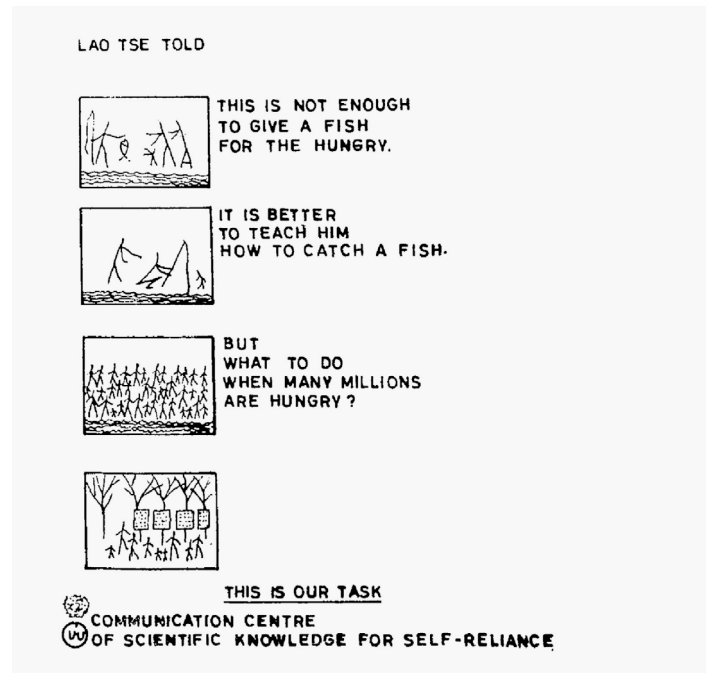 LAO TSE TOLD
THIS IS NOT ENOUGH
TO GIVE A FISH
FOR THE HUNGRY.
IT IS BETTER
TO TEACH HIM
HOW TO CATCH A FISH.
BUT
WHAT TO DO
WHEN MANY MILLIONS
ARE HUNGRY?
THIS IS OUR TASK
COMMUNICATION CENTRE
OF SCIENTIFIC KNOWLEDGE FOR SELF-RELIANCE